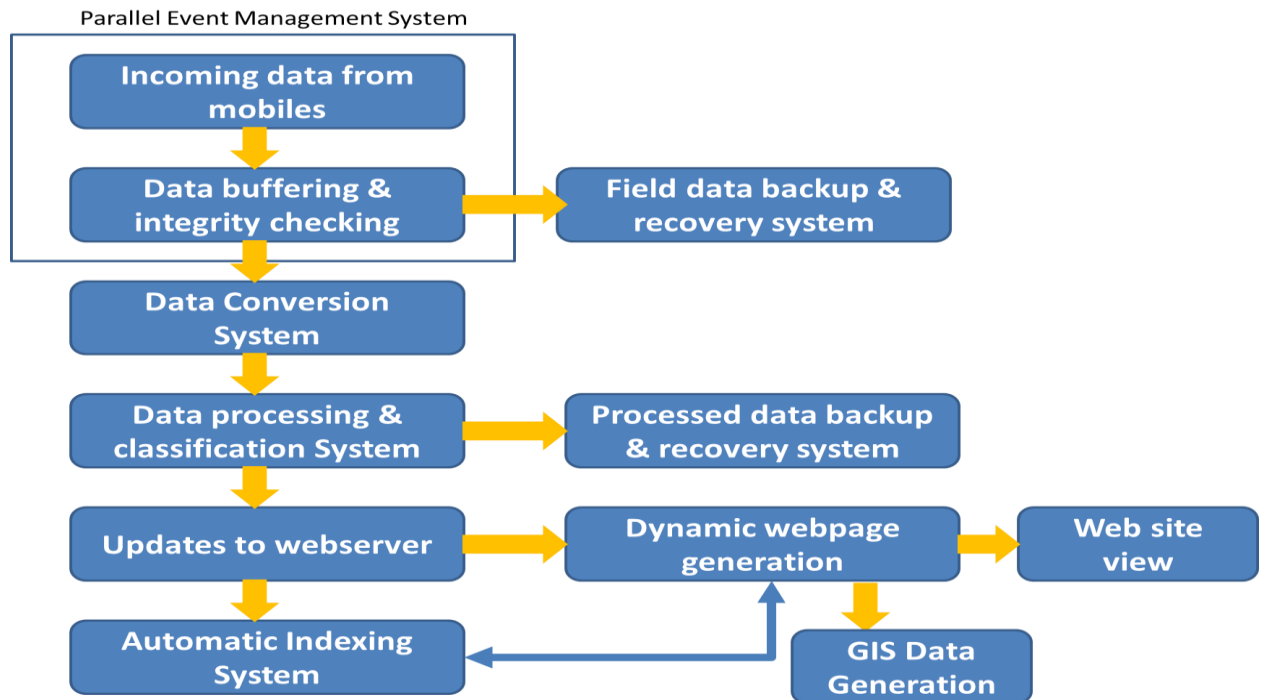 Parallel Event Management System
Incoming data from
mobiles
Data buffering &
integrity checking
Field data backup &
recovery system
Data Conversion
System
Data processing &
classification System
Processed data backup
& recovery system
Updates to webserver
Dynamic webpage
generation
Web site
view
Automatic Indexing
System
GIS Data
Generation